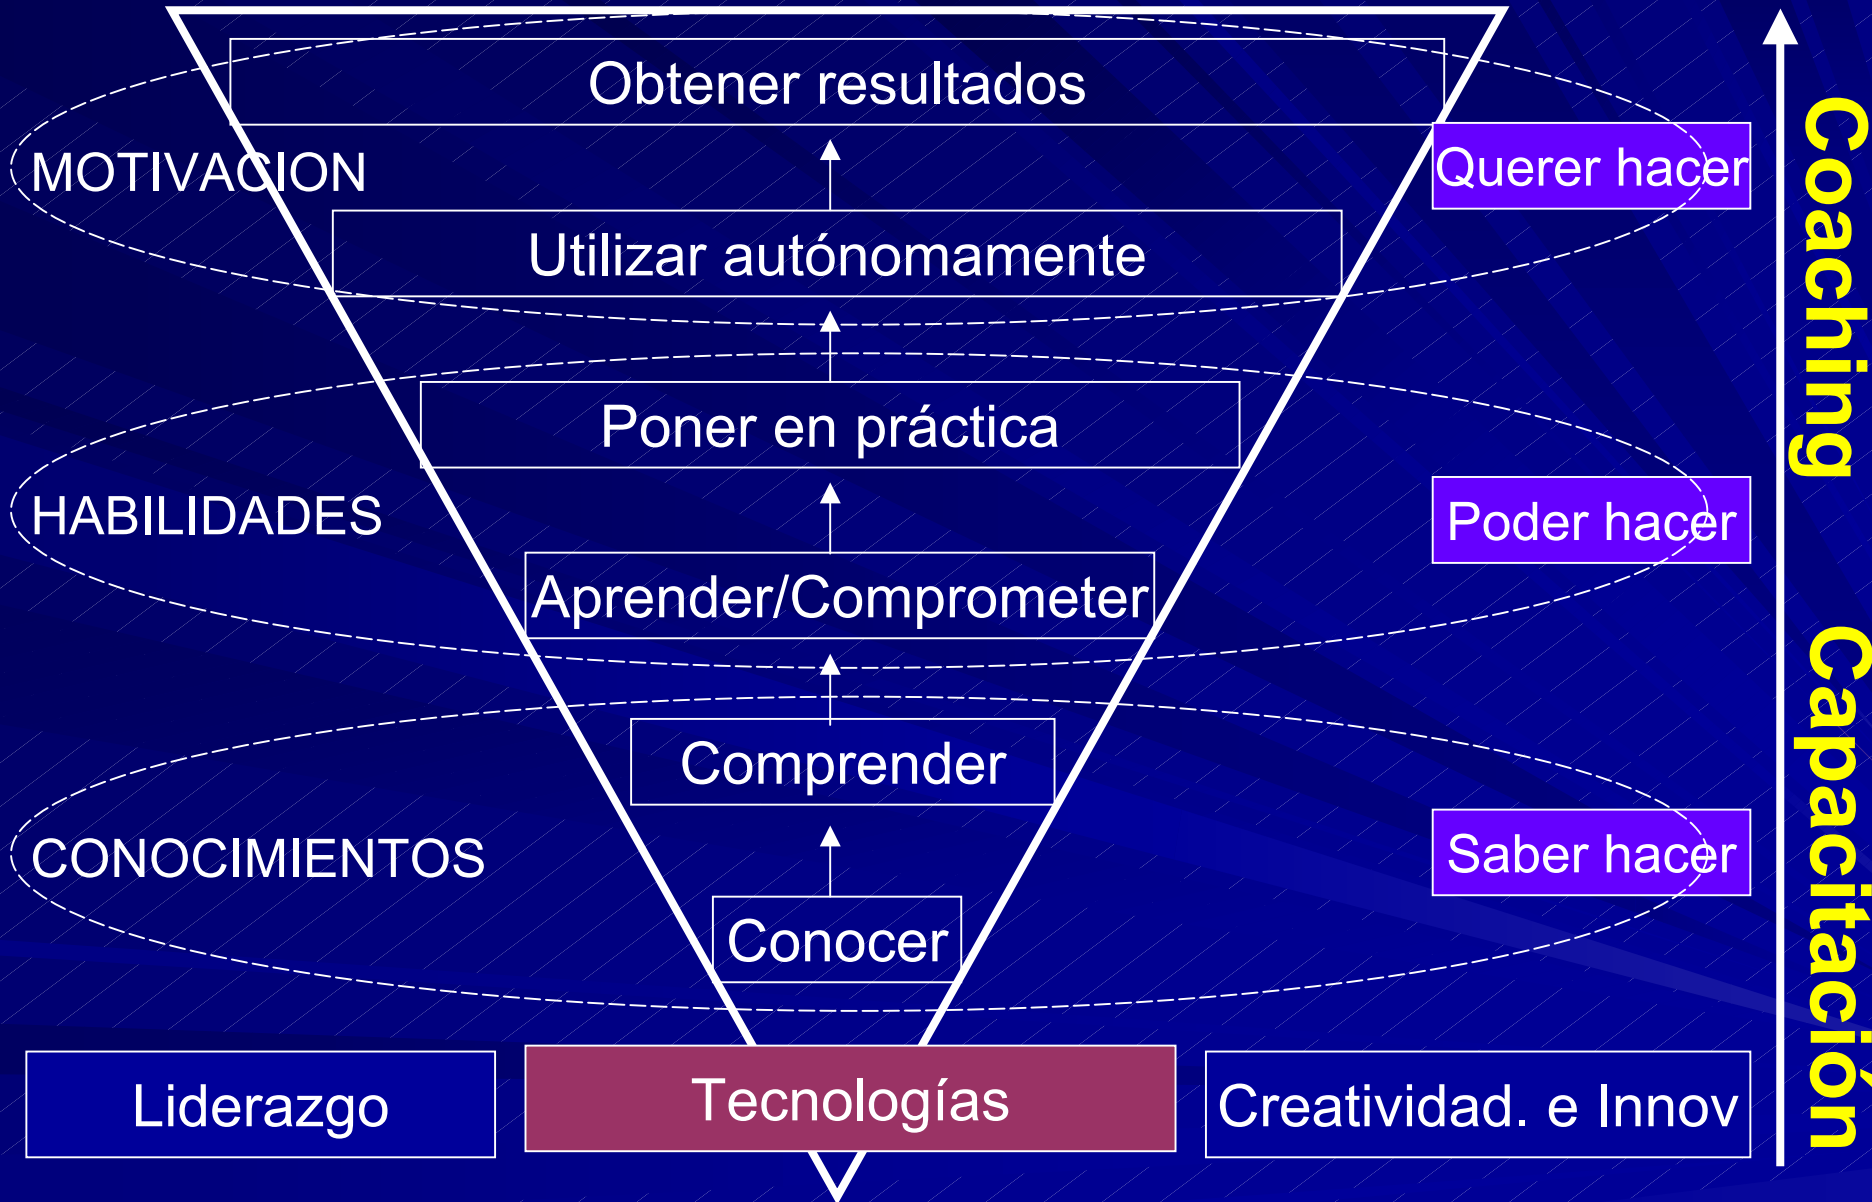 Obtener resultados
MOTIVACION
Querer hacer
Utilizar autónomamente
Poner en práctica
HABILIDADES
Poder hacer
Aprender/Comprometer
Comprender
CONOCIMIENTOS
Saber hacer
Conocer
Liderazgo
Tecnologías
Creatividad. e Innov
Coaching
Capacitación